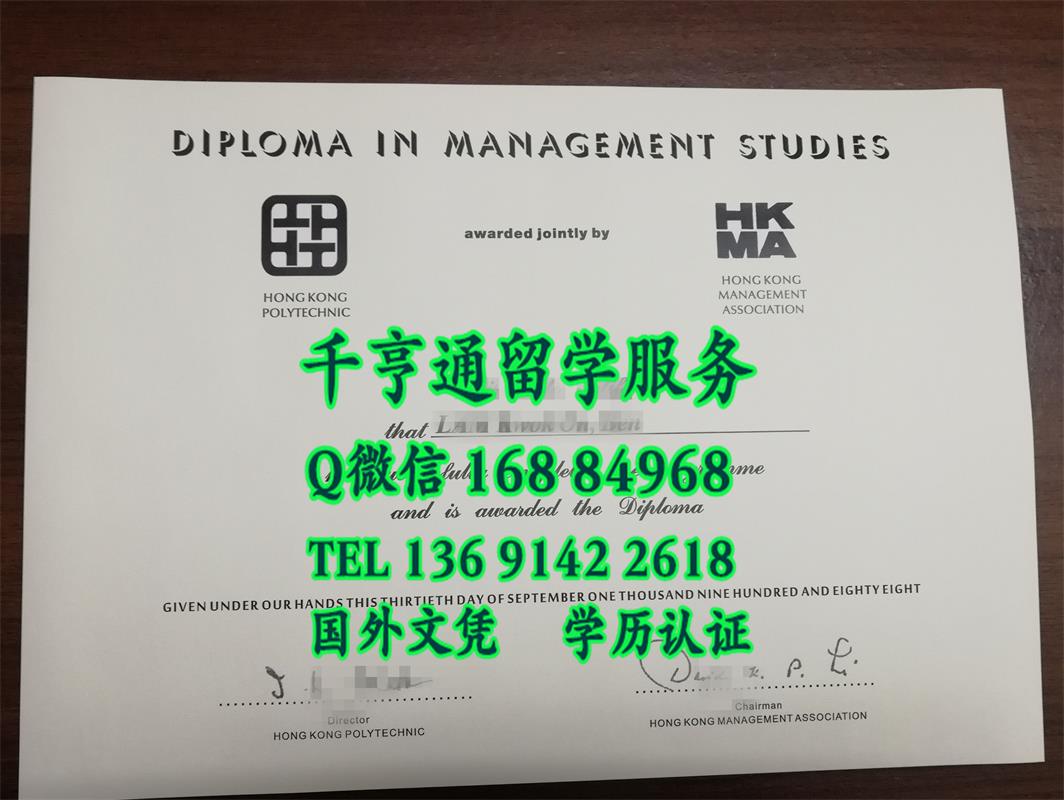 DIPLOMA IN MANAGEMENT STUDIES
awarded jointly by
HK
MA
HONG KONG
POLYTECHNIC
HONG KONG
MANAGEMENT
ASSOCIATION
千亨通留学服务
that
Q微信 168 84968
and is awarded the Diploma
TEL 136 9142 2618
GIVEN UNDER OUR HANDS THIS THIRTIETH DAY OF SEPTEMBER ONE THOUSAND NINE HUNDRED AND EIGHTY EIGHT
国外文凭 学历认证
Director
HONG KONG POLYTECHNIC
Chairman
HONG KONG MANAGEMENT ASSOCIATION